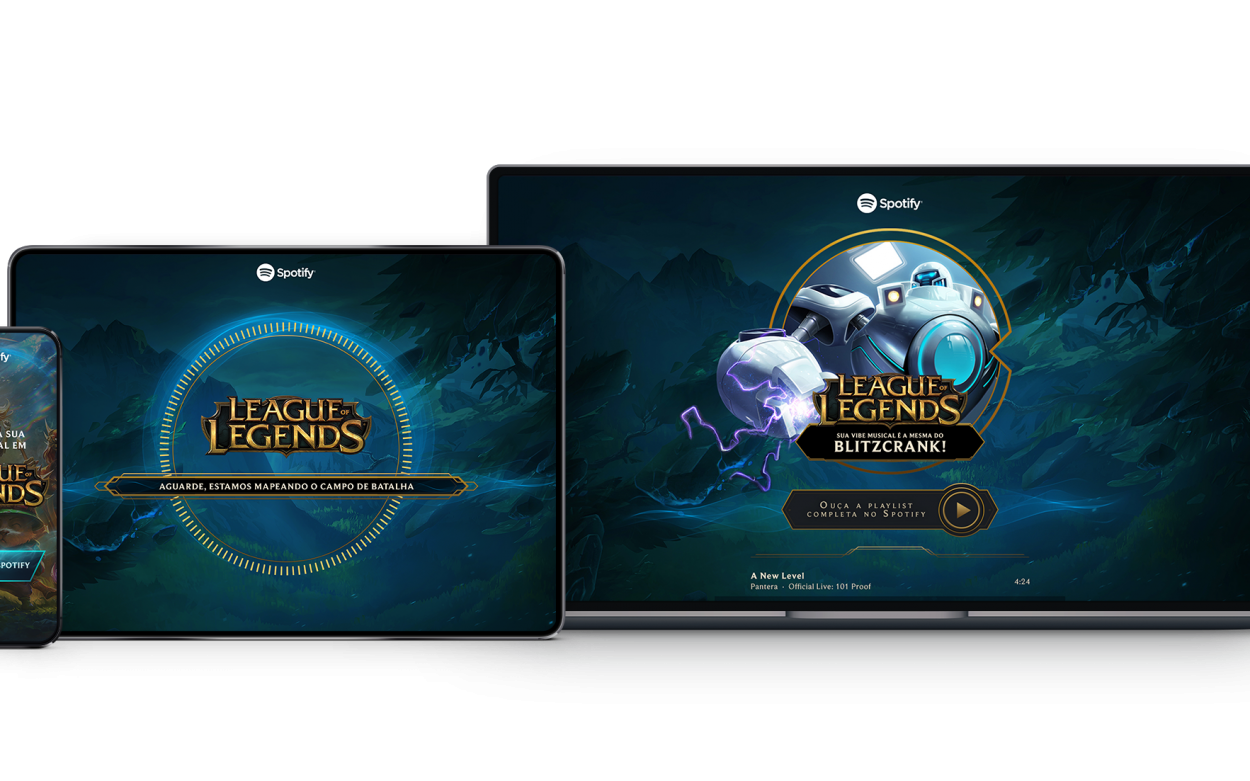 fy
A SUA
AL EM
UE OF
NDS
SPOTIFY
Spotify
LEAGUE OF
LEGENDS
AGUARDE, ESTAMOS MAPEANDO O CAMPO DE BATALHA
Spotify
LEAGUE OF
LEGENDS
SUA VIBE MUSICAL É A MESMA DO
BLITZCRANK!
OUÇA A PLAYLIST
COMPLETA NO SPOTIFY
A New Level
Pantera · Official Live: 101 Proof
4:24